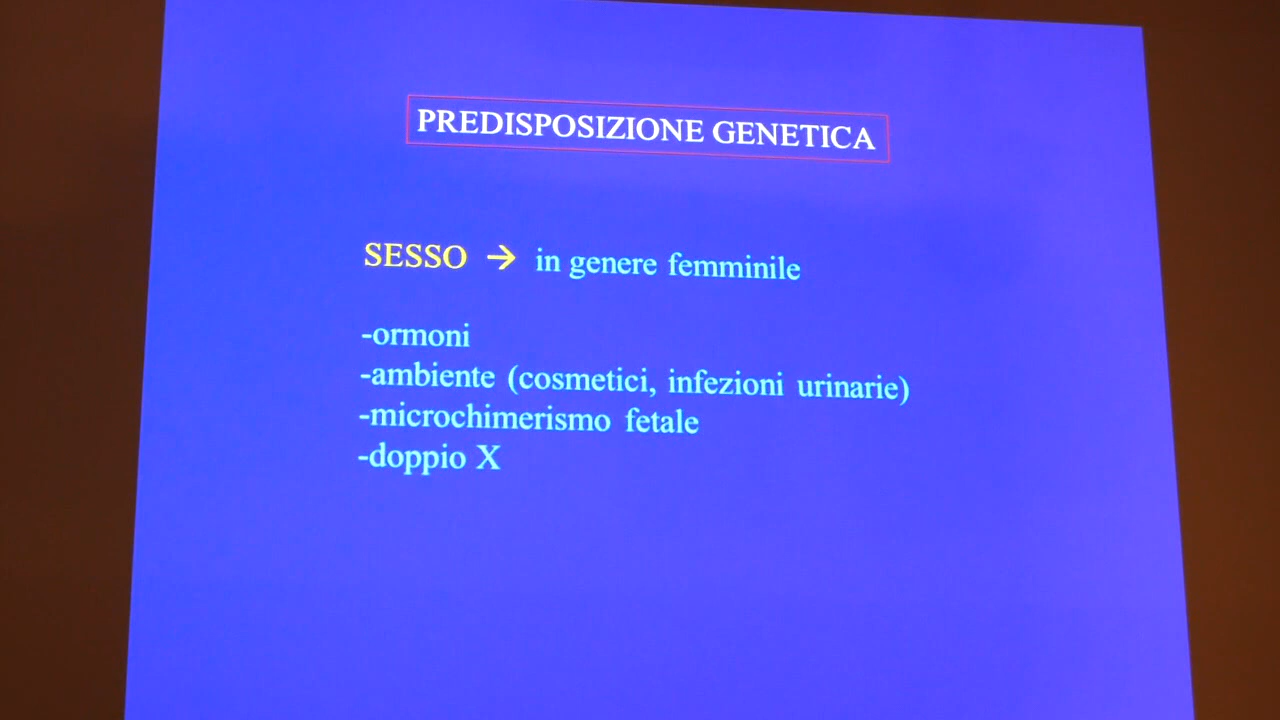 PREDISPOSIZIONE GENETICA
SESSO → in genere femminile
-ormoni
-ambiente (cosmetici, infezioni urinarie)
-microchimerismo fetale
-doppio X